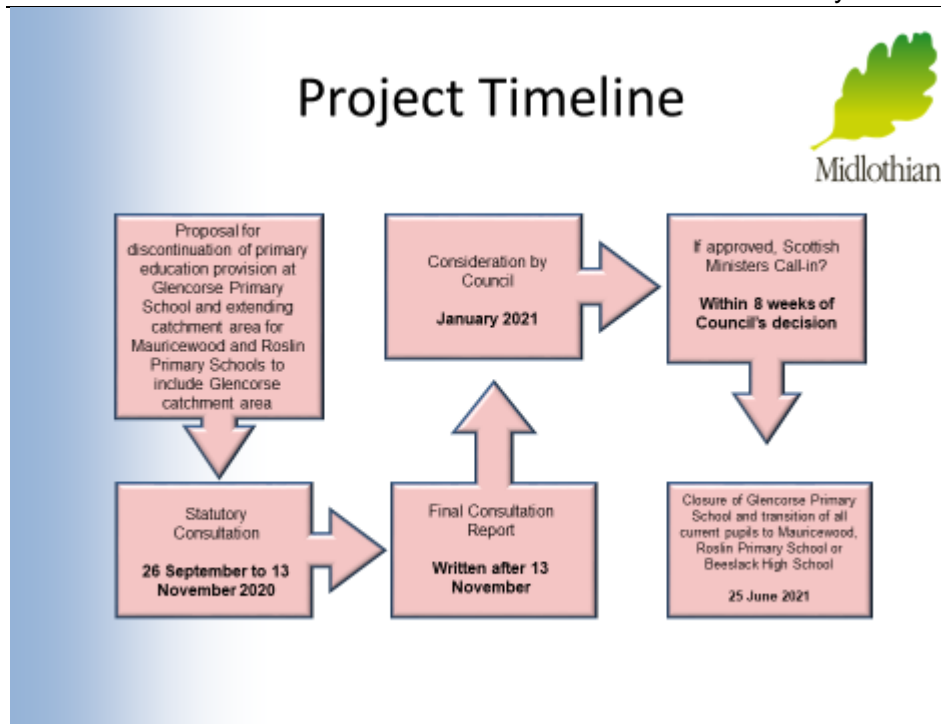 Project Timeline
Midlothian
Proposal for
discontinuation of primary
education provision at
Glencorse Primary
School and extending
catchment area for
Mauricewood and Roslin
Primary Schools to
include Glencorse
catchment area
Statutory
Consultation
26 September to 13
November 2020
Final Consultation
Report
Written after 13
November
Consideration by
Council
January 2021
If approved, Scottish
Ministers Call-in?
Within 8 weeks of
Council's decision
Closure of Glencorse Primary
School and transition of all
current pupils to Mauricewood,
Roslin Primary School or
Beeslack High School
25 June 2021